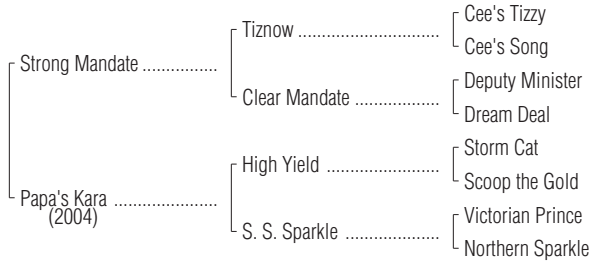 Cee's Tizzy
Tiznow ..................................
Cee's Song
Strong Mandate ................
Deputy Minister
Clear Mandate ....................
Dream Deal
Storm Cat
High Yield ...........................
Scoop the Gold
Papa's Kara ......................
(2004)
Victorian Prince
S. S. Sparkle ......................
Northern Sparkle